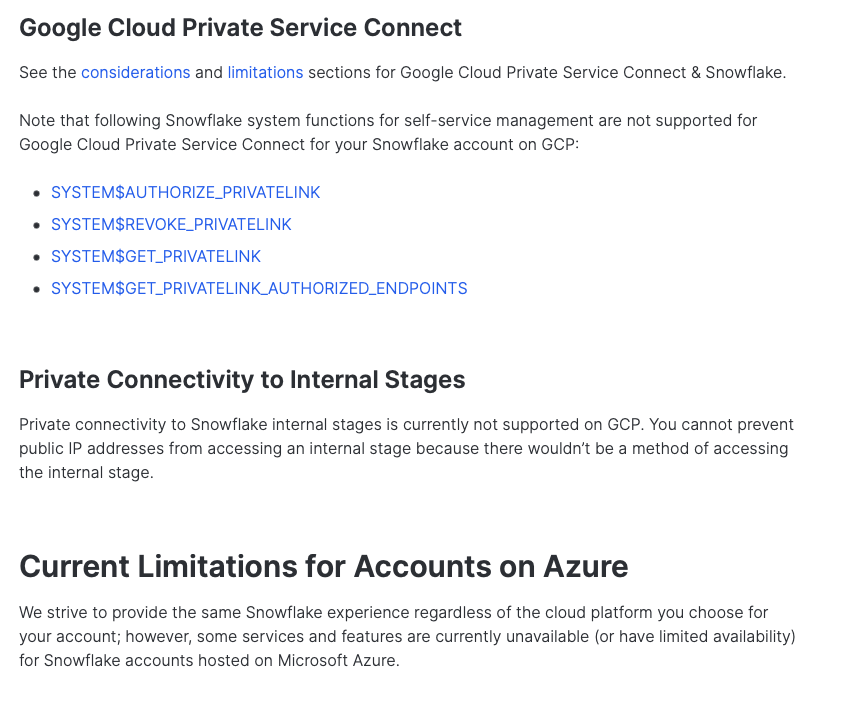 Google Cloud Private Service Connect
See the considerations and limitations sections for Google Cloud Private Service Connect & Snowflake.
Note that following Snowflake system functions for self-service management are not supported for
Google Cloud Private Service Connect for your Snowflake account on GCP:
• SYSTEM$AUTHORIZE_PRIVATELINK
• SYSTEM$REVOKE_PRIVATELINK
• SYSTEM$GET_PRIVATELINK
• SYSTEM$GET_PRIVATELINK_AUTHORIZED_ENDPOINTS
Private Connectivity to Internal Stages
Private connectivity to Snowflake internal stages is currently not supported on GCP. You cannot prevent
public IP addresses from accessing an internal stage because there wouldn’t be a method of accessing
the internal stage.
Current Limitations for Accounts on Azure
We strive to provide the same Snowflake experience regardless of the cloud platform you choose for
your account; however, some services and features are currently unavailable (or have limited availability)
for Snowflake accounts hosted on Microsoft Azure.